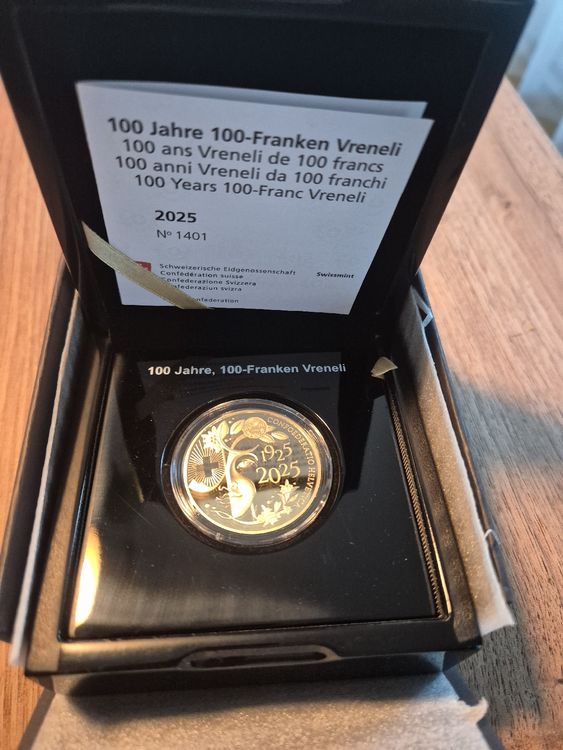 100 Jahre 100-Franken Vreneli
100 ans Vreneli de 100 francs
100 anni Vreneli da 100 franchi
100 Years 100-Franc Vreneli
2025
Nº 1401
Schweizerische Eidgenossenschaft
Confédération suisse
Confederazione Svizzera
Confederaziun svizra
Confederation
Swissmint
100 Jahre, 100-Franken Vreneli
CONFOEDERATIO HELVETICA
1925
2025